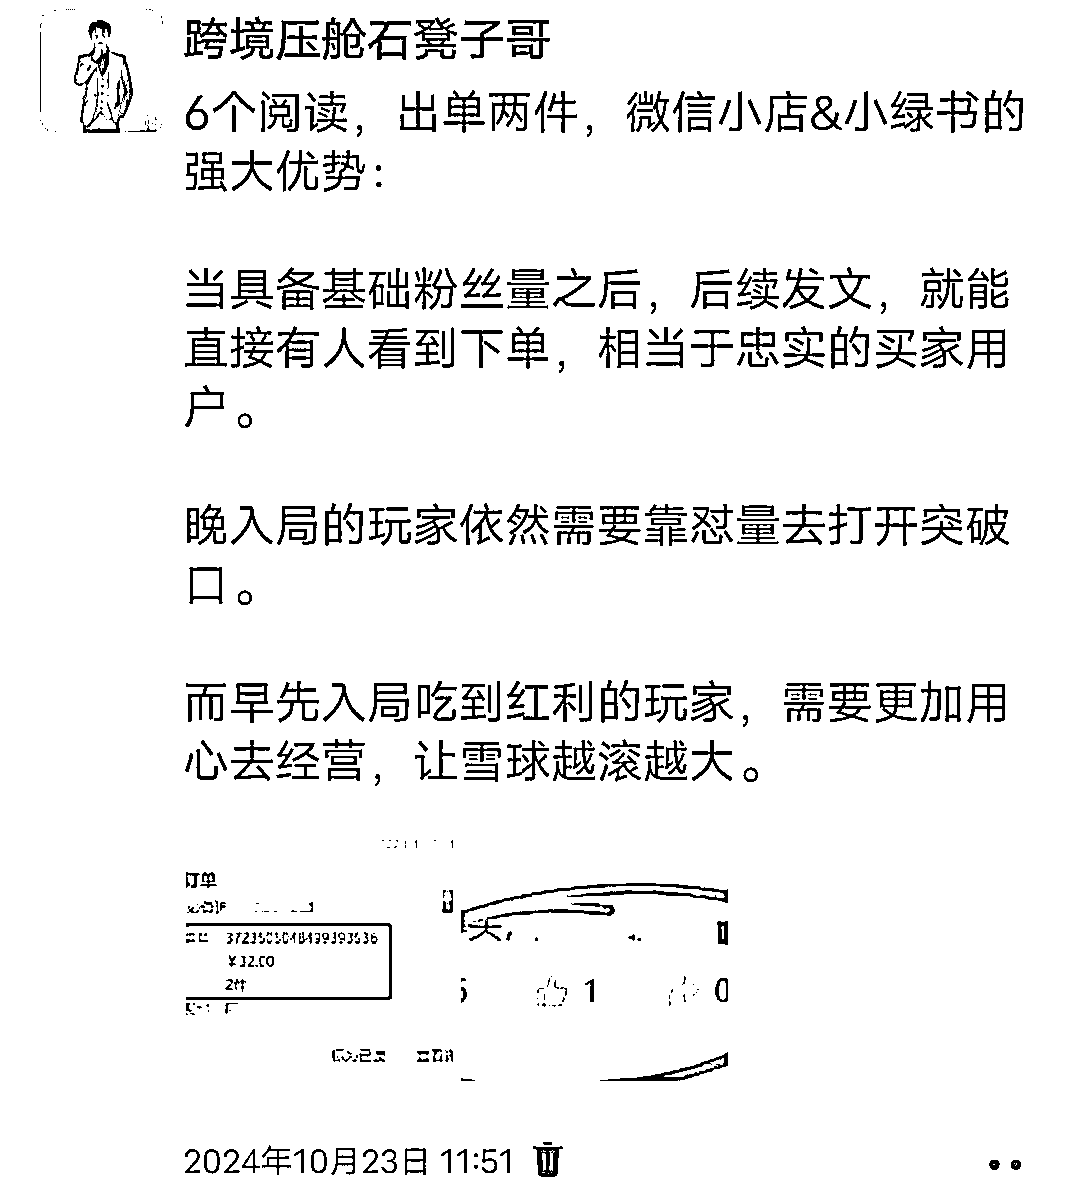 跨境压舱石凳子哥
6个阅读，出单两件，微信小店&小绿书的
强大优势：
当具备基础粉丝量之后，后续发文，就能
直接有人看到下单，相当于忠实的买家用
户。
晚入局的玩家依然需要靠怼量去打开突破
口。
而早先入局吃到红利的玩家，需要更加用
心去经营，让雪球越滚越大。
订单
¥32.00
2件
1
0
2024年10月23日 11:51